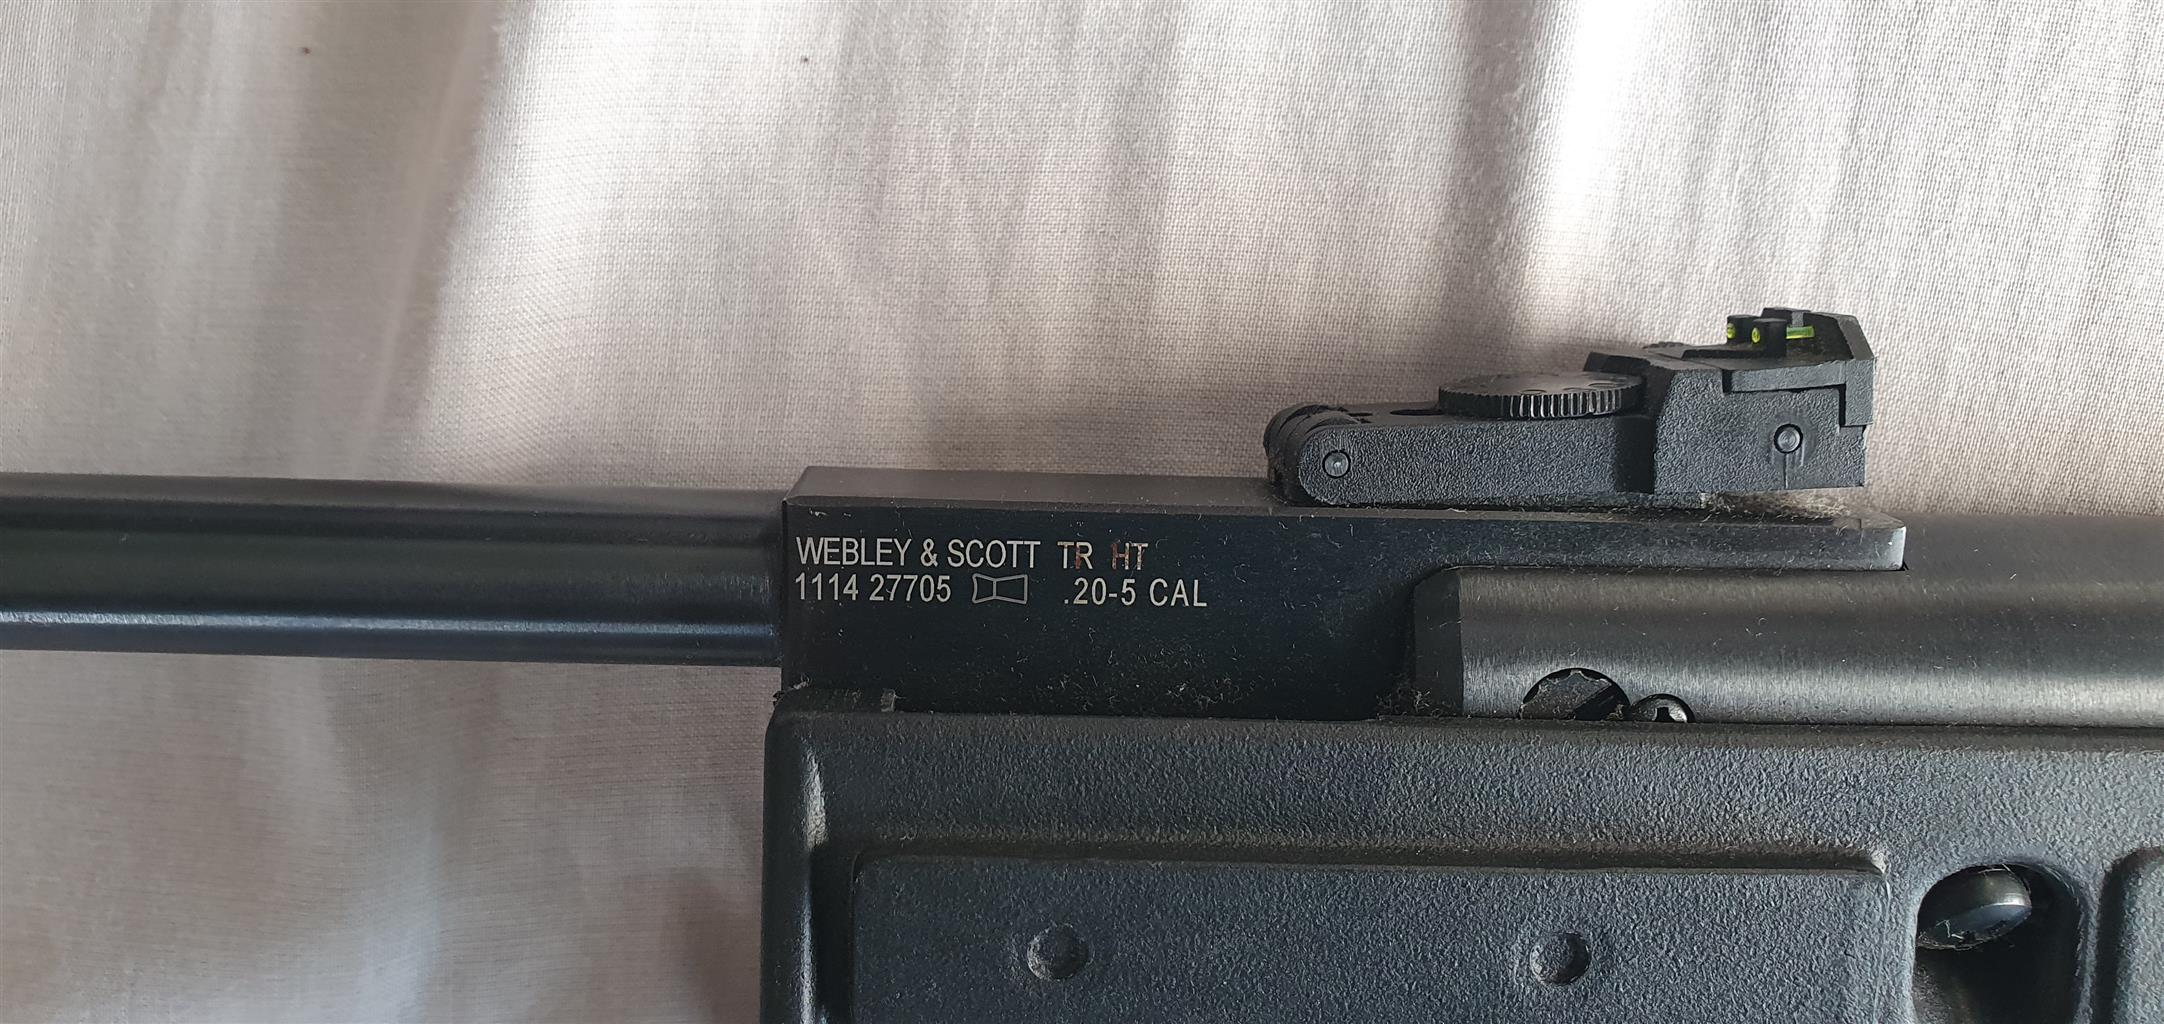 WEBLEY & SCOTT TR HT
1114 27705 .20-5 CAL